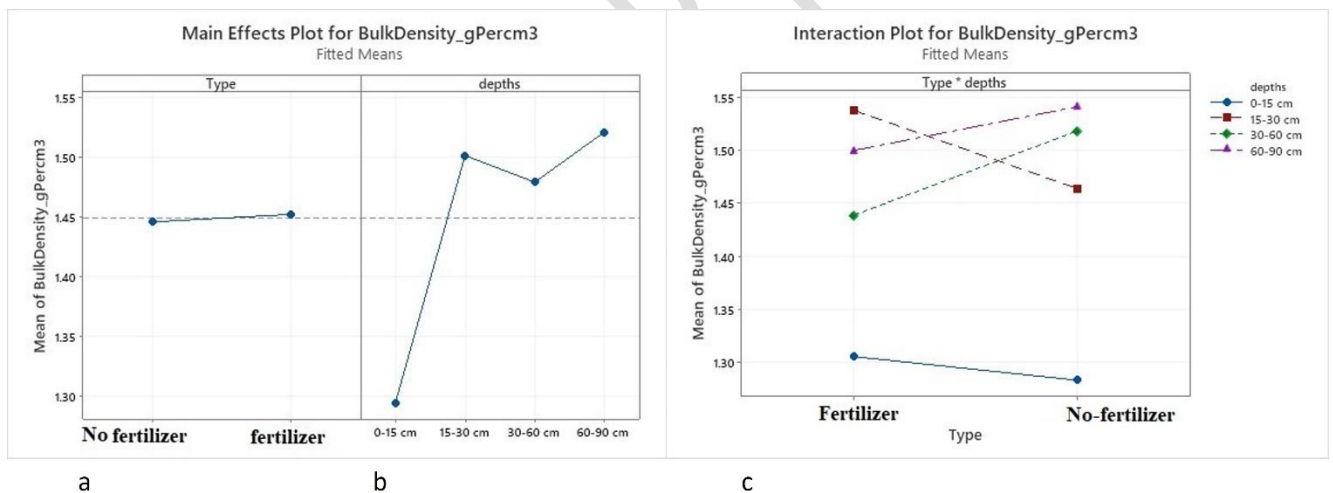 Main Effects Plot for BulkDensity_gPercm3
Fitted Means
Type
depths
Mean of BulkDensity_gPercm3
1.55
1.50
1.45
1.40
1.35
1.30
No fertilizer
fertilizer
0-15 cm
15-30 cm
30-60 cm
60-90 cm
Interaction Plot for BulkDensity_gPercm3
Fitted Means
Type * depths
Mean of BulkDensity_gPercm3
1.55
1.50
1.45
1.40
1.35
1.30
Fertilizer
No-fertilizer
Type
depths
0-15 cm
15-30 cm
30-60 cm
60-90 cm
a
b
c